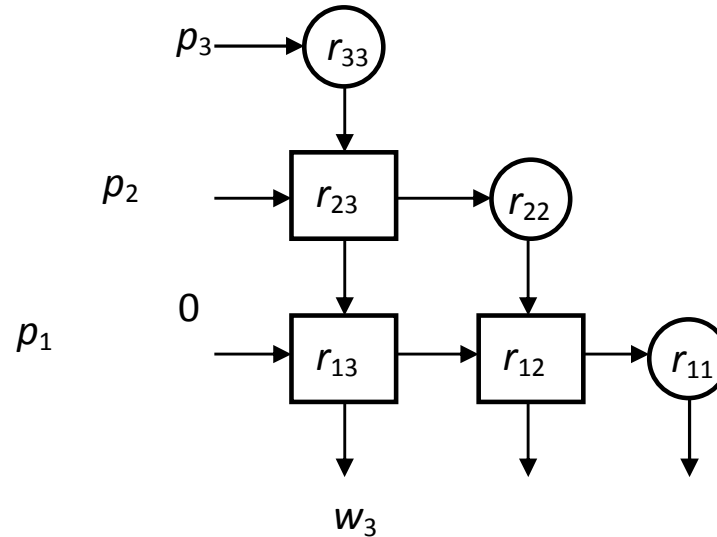 p₃ r₃₃
p₂ r₂₃ r₂₂
0
p₁ r₁₃ r₁₂ r₁₁
w₃